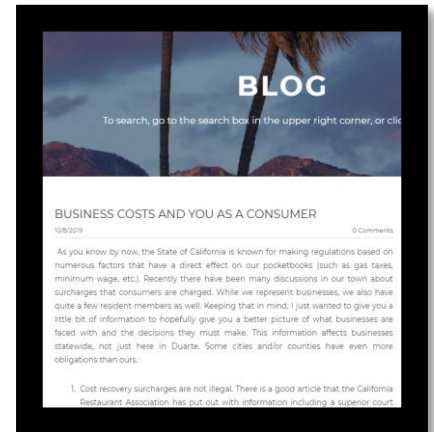 BLOG
To search, go to the search box in the upper right corner, or clic
BUSINESS COSTS AND YOU AS A CONSUMER
10/8/2019 0 Comments
As you know by now, the State of California is known for making regulations based on
numerous factors that have a direct effect on our pocketbooks (such as gas taxes,
minimum wage, etc.). Recently there have been many discussions in our town about
surcharges that consumers are charged. While we represent businesses, we also have
quite a few resident members as well. Keeping that in mind, I just wanted to give you a
little bit of information to hopefully give you a better picture of what businesses are
faced with and the decisions they must make. This information affects businesses
statewide, not just here in Duarte. Some cities and/or counties have even more
obligations than ours.
1. Cost recovery surcharges are not illegal. There is a good article that the California
Restaurant Association has put out with information including a superior court